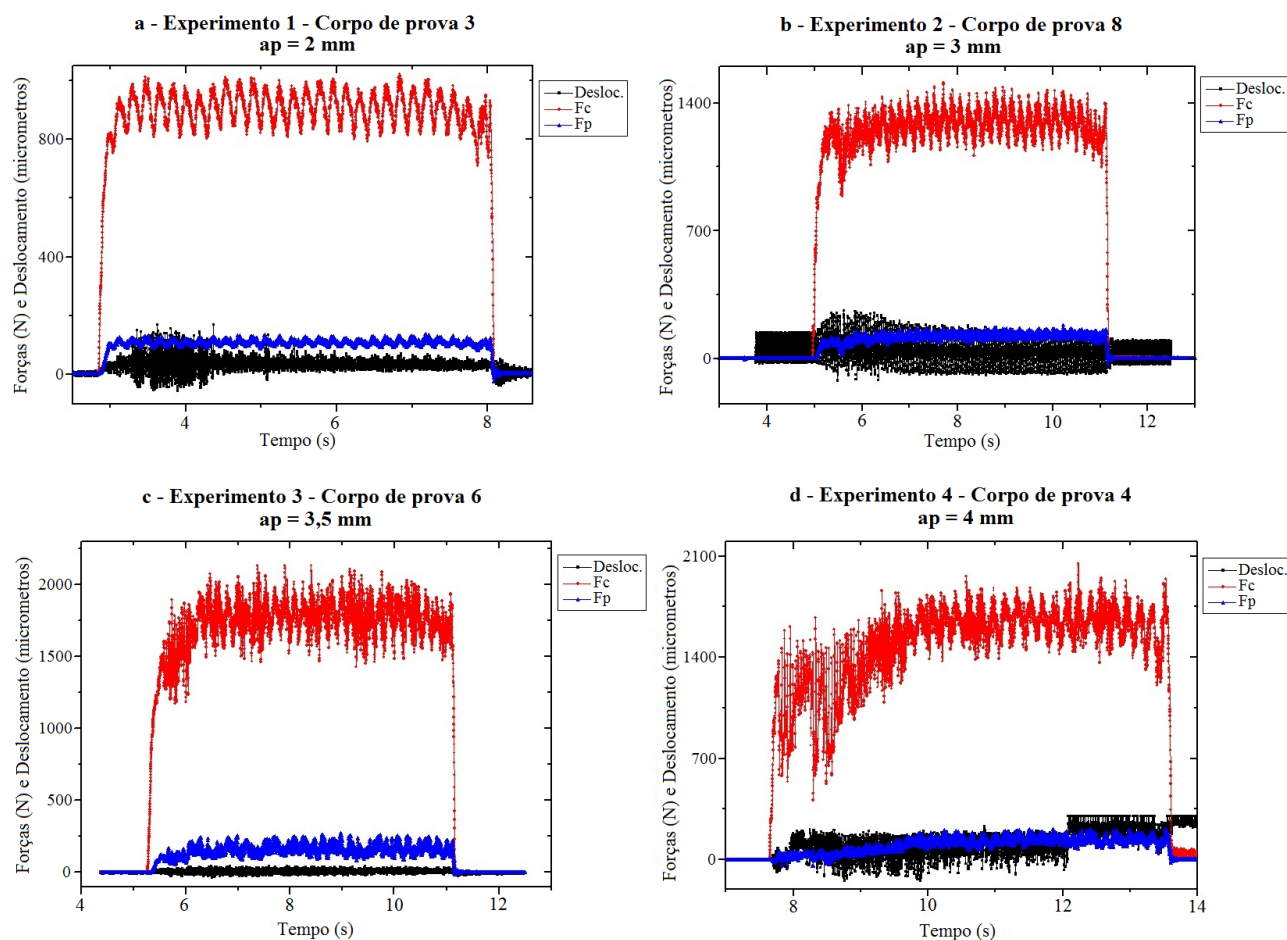 a - Experimento 1 - Corpo de prova 3
ap = 2 mm
Forças (N) e Deslocamento (micrometros)
800
400
0
4
6
8
Tempo (s)
Desloc.
Fc
Fp
b - Experimento 2 - Corpo de prova 8
ap = 3 mm
Forças (N) e Deslocamento (micrometros)
1400
700
0
4
6
8
10
12
Tempo (s)
Desloc.
Fc
Fp
c - Experimento 3 - Corpo de prova 6
ap = 3,5 mm
Forças (N) e Deslocamento (micrometros)
2000
1500
1000
500
0
4
6
8
10
12
Tempo (s)
Desloc.
Fc
Fp
d - Experimento 4 - Corpo de prova 4
ap = 4 mm
Forças (N) e Deslocamento (micrometros)
2100
1400
700
0
8
10
12
14
Tempo (s)
Desloc.
Fc
Fp